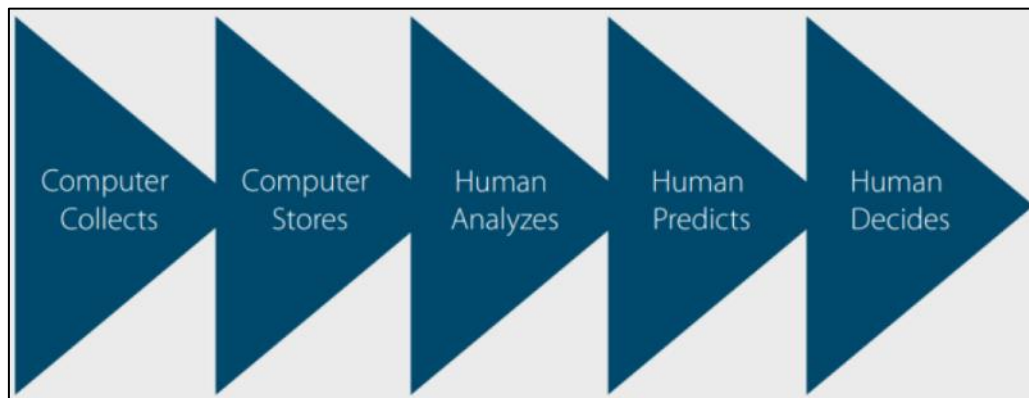 Computer
Collects
Computer
Stores
Human
Analyzes
Human
Predicts
Human
Decides